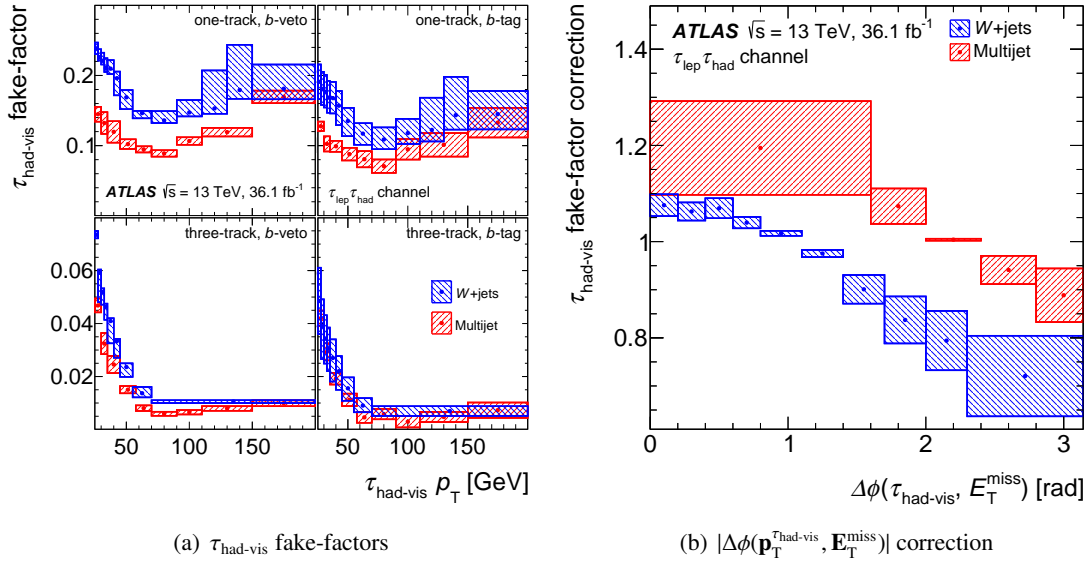 τhad-vis fake-factor
one-track, b-veto
one-track, b-tag
0.2
0.1
ATLAS √s = 13 TeV, 36.1 fb⁻¹
τlepτhad channel
three-track, b-veto
three-track, b-tag
0.06
0.04
0.02
W+jets
Multijet
50 100 150 50 100 150
τhad-vis pT [GeV]
(a) τhad-vis fake-factors
τhad-vis fake-factor correction
ATLAS √s = 13 TeV, 36.1 fb⁻¹
τlepτhad channel
W+jets
Multijet
1.4
1.2
1
0.8
0 1 2 3
Δϕ(τhad-vis, ETmiss) [rad]
(b) |Δϕ(pTτhad-vis, ETmiss)| correction